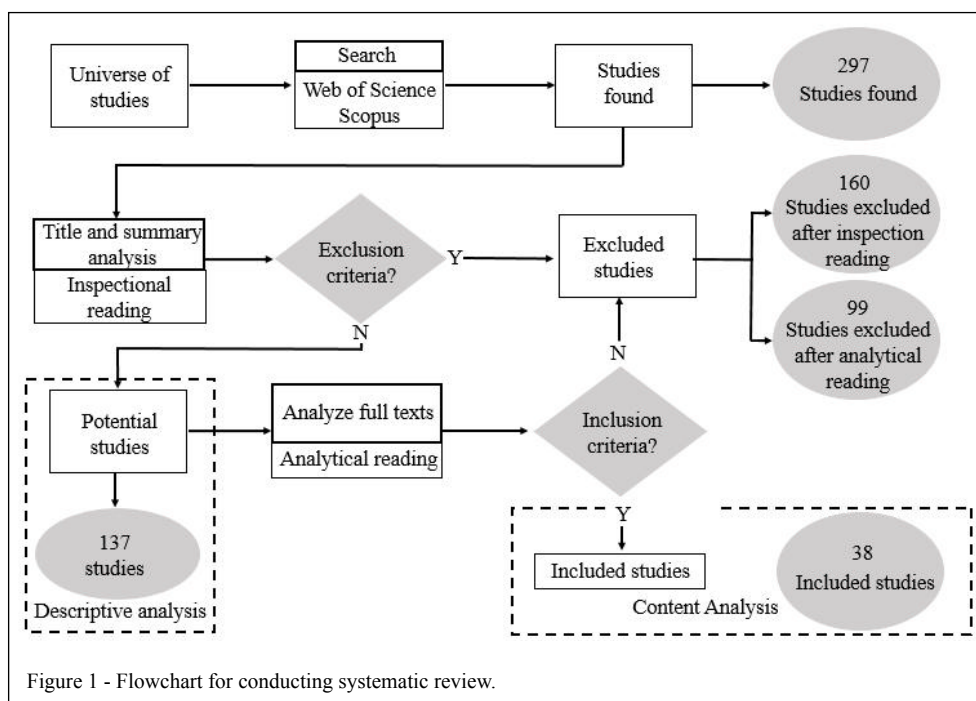 Universe of
studies
Search
Web of Science
Scopus
Studies
found
297
Studies found
Title and summary
analysis
Inspectional
reading
Exclusion
criteria?
Y
N
Excluded
studies
160
Studies excluded
after inspection
reading
99
Studies excluded
after analytical
reading
Potential
studies
137
studies
Descriptive analysis
Analyze full texts
Analytical reading
Inclusion
criteria?
N
Y
Included studies
38
Included studies
Content Analysis
Figure 1 - Flowchart for conducting systematic review.